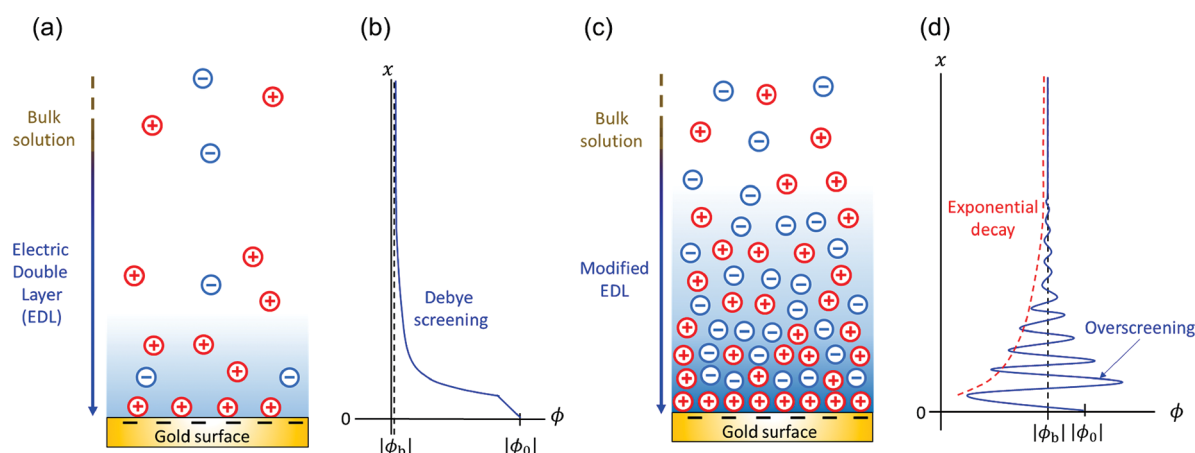 (a)
Bulk
solution
Electric
Double
Layer
(EDL)
Gold surface
(b)
x
Debye
screening
0
ϕ
|ϕb|
|ϕ0|
(c)
Bulk
solution
Modified
EDL
Gold surface
(d)
x
Exponential
decay
Overscreening
0
ϕ
|ϕb| |ϕ0|